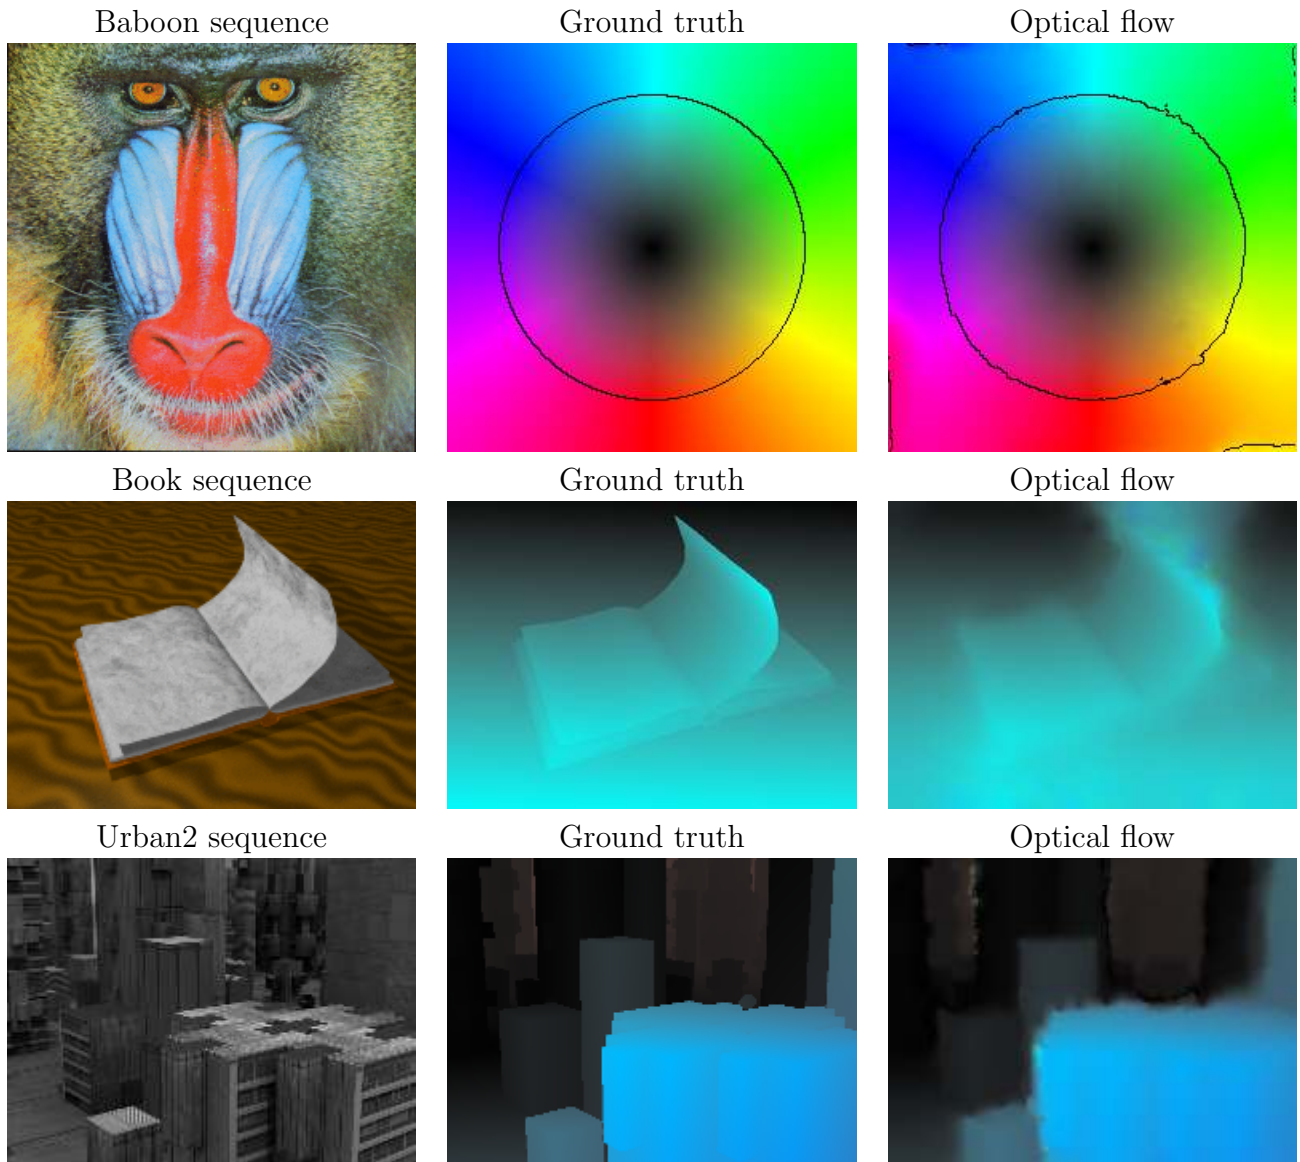 Baboon sequence
Ground truth
Optical flow
Book sequence
Ground truth
Optical flow
Urban2 sequence
Ground truth
Optical flow